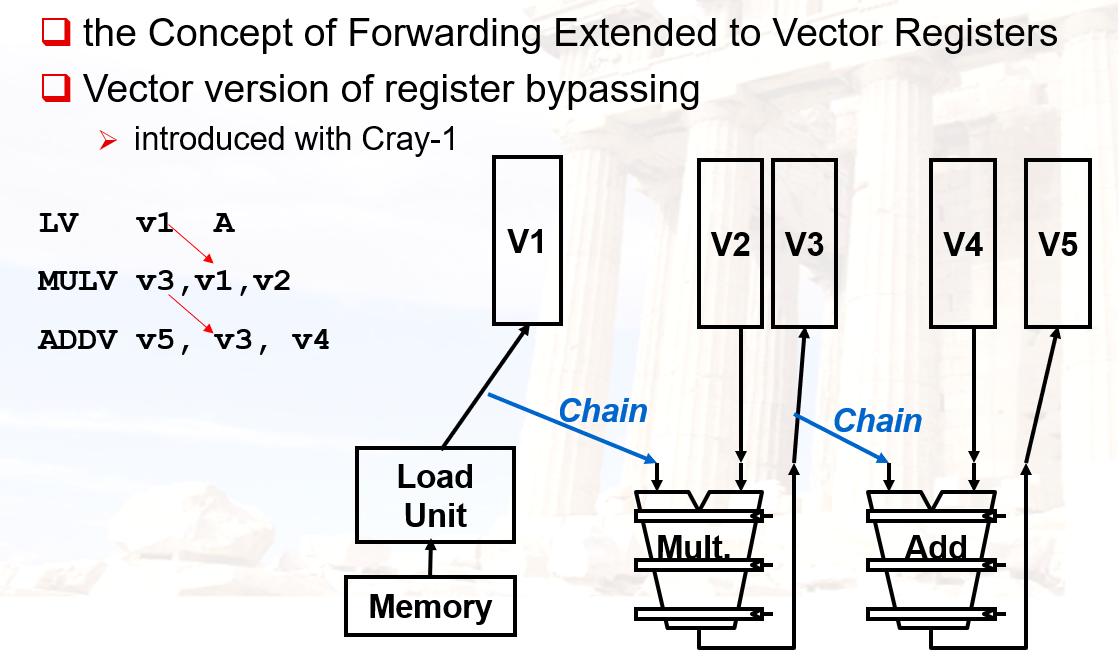 the Concept of Forwarding Extended to Vector Registers
Vector version of register bypassing
introduced with Cray-1
LV v1 A
MULV v3,v1,v2
ADDV v5, v3, v4
V1
V2
V3
V4
V5
Chain
Chain
Load
Unit
Mult.
Add
Memory